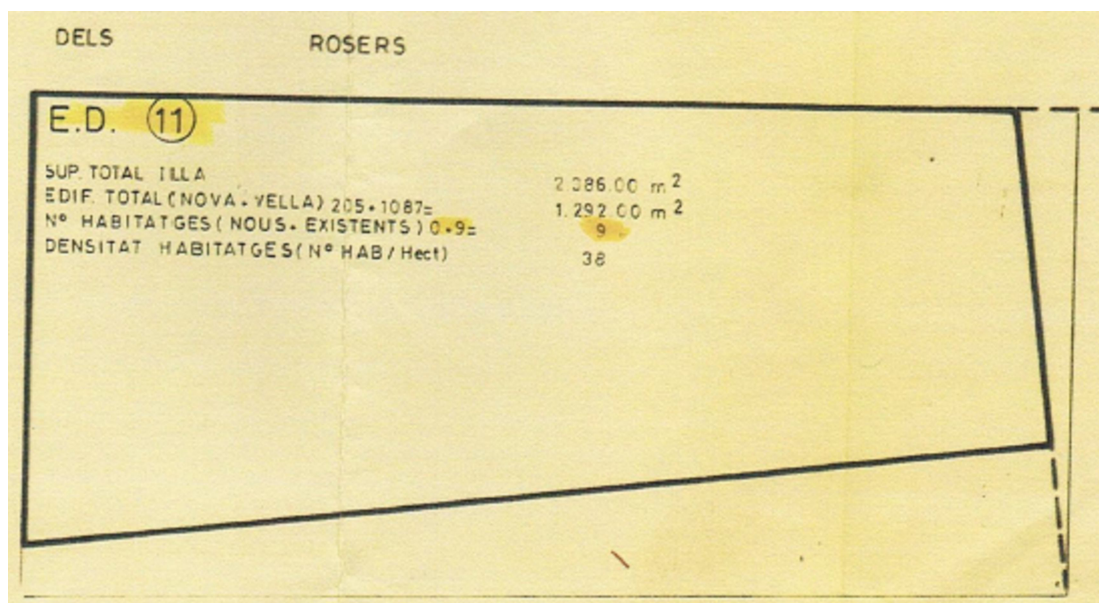 DELS ROSERS
E.D. 11
SUP. TOTAL ILLA 2.386.00 m2
EDIF. TOTAL(NOVA+VELLA) 205+1087= 1.292.00 m2
Nº HABITATGES(NOUS+EXISTENTS) 0+9= 9
DENSITAT HABITATGES(Nº HAB/Hect) 38